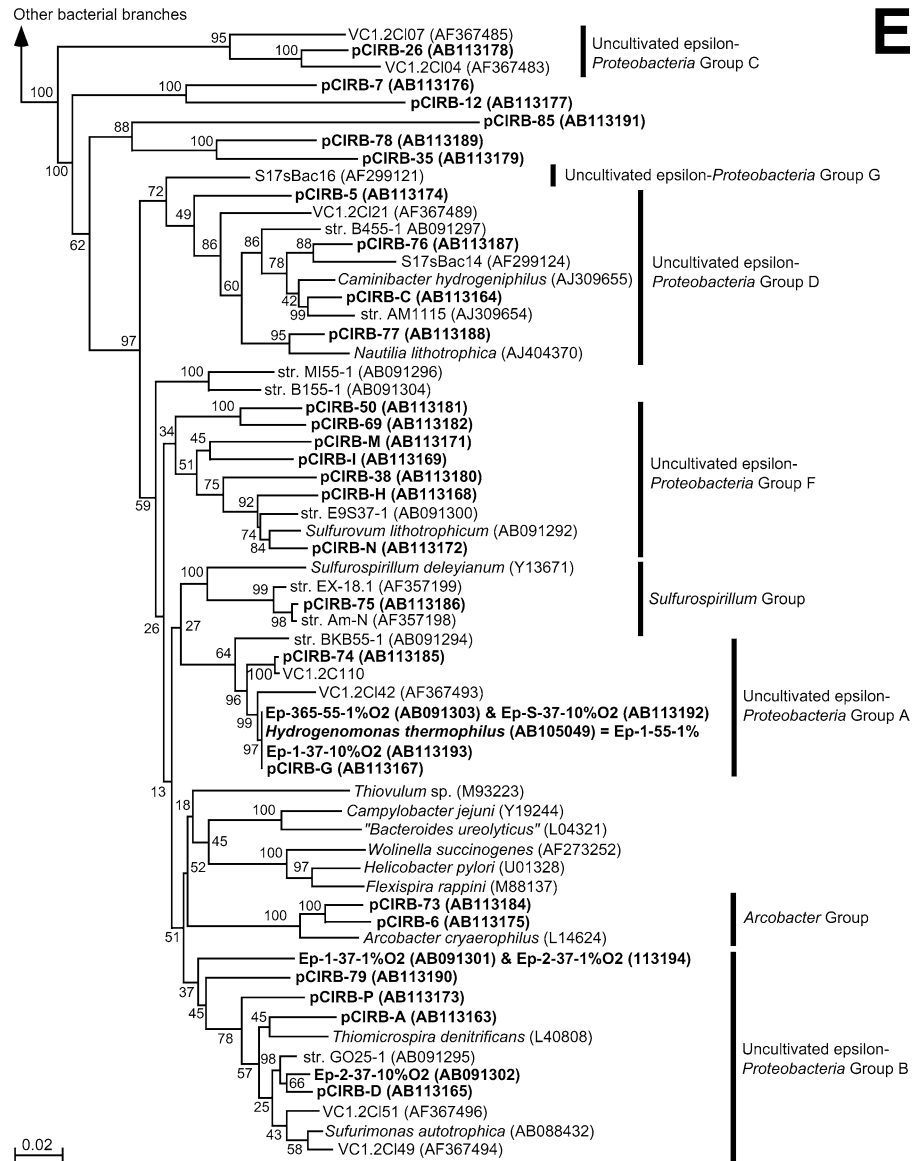 Other bacterial branches
E
95
VC1.2Cl07 (AF367485)
100
pCIRB-26 (AB113178)
VC1.2Cl04 (AF367483)
Uncultivated epsilon-
Proteobacteria Group C
100
100
pCIRB-7 (AB113176)
pCIRB-12 (AB113177)
100
88
pCIRB-85 (AB113191)
100
pCIRB-78 (AB113189)
pCIRB-35 (AB113179)
62
72
S17sBac16 (AF299121)
Uncultivated epsilon-Proteobacteria Group G
49
pCIRB-5 (AB113174)
86
VC1.2Cl21 (AF367489)
86
str. B455-1 AB091297)
88
pCIRB-76 (AB113187)
78
S17sBac14 (AF299124)
60
Caminibacter hydrogeniphilus (AJ309655)
42
pCIRB-C (AB113164)
99
str. AM1115 (AJ309654)
95
pCIRB-77 (AB113188)
Nautilia lithotrophica (AJ404370)
Uncultivated epsilon-
Proteobacteria Group D
97
100
str. MI55-1 (AB091296)
str. B155-1 (AB091304)
59
34
100
pCIRB-50 (AB113181)
pCIRB-69 (AB113182)
45
pCIRB-M (AB113171)
51
pCIRB-I (AB113169)
75
pCIRB-38 (AB113180)
92
pCIRB-H (AB113168)
str. E9S37-1 (AB091300)
74
Sulfurovum lithotrophicum (AB091292)
84
pCIRB-N (AB113172)
Uncultivated epsilon-
Proteobacteria Group F
26
100
Sulfurospirillum deleyianum (Y13671)
99
str. EX-18.1 (AF357199)
pCIRB-75 (AB113186)
98
str. Am-N (AF357198)
Sulfurospirillum Group
27
64
str. BKB55-1 (AB091294)
pCIRB-74 (AB113185)
100
VC1.2C110
96
VC1.2Cl42 (AF367493)
99
Ep-365-55-1%O2 (AB091303) & Ep-S-37-10%O2 (AB113192)
Hydrogenomonas thermophilus (AB105049) = Ep-1-55-1%
97
Ep-1-37-10%O2 (AB113193)
pCIRB-G (AB113167)
Uncultivated epsilon-
Proteobacteria Group A
13
18
Thiovulum sp. (M93223)
100
Campylobacter jejuni (Y19244)
"Bacteroides ureolyticus" (L04321)
45
100
Wolinella succinogenes (AF273252)
97
Helicobacter pylori (U01328)
Flexispira rappini (M88137)
52
100
pCIRB-73 (AB113184)
100
pCIRB-6 (AB113175)
Arcobacter cryaerophilus (L14624)
Arcobacter Group
51
Ep-1-37-1%O2 (AB091301) & Ep-2-37-1%O2 (113194)
37
pCIRB-79 (AB113190)
45
pCIRB-P (AB113173)
78
45
pCIRB-A (AB113163)
Thiomicrospira denitrificans (L40808)
57
98
str. GO25-1 (AB091295)
Ep-2-37-10%O2 (AB091302)
66
pCIRB-D (AB113165)
25
VC1.2Cl51 (AF367496)
43
Sufurimonas autotrophica (AB088432)
58
VC1.2Cl49 (AF367494)
Uncultivated epsilon-
Proteobacteria Group B
0.02